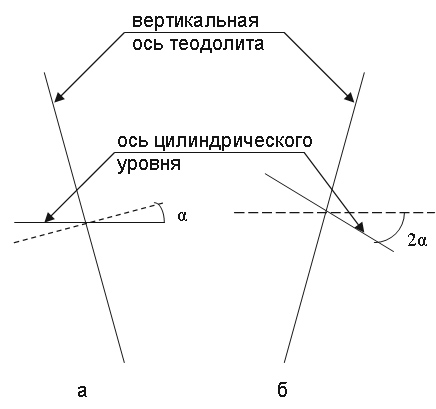 вертикальная
ось теодолита
ось цилиндрического
уровня
α
2α
а
б